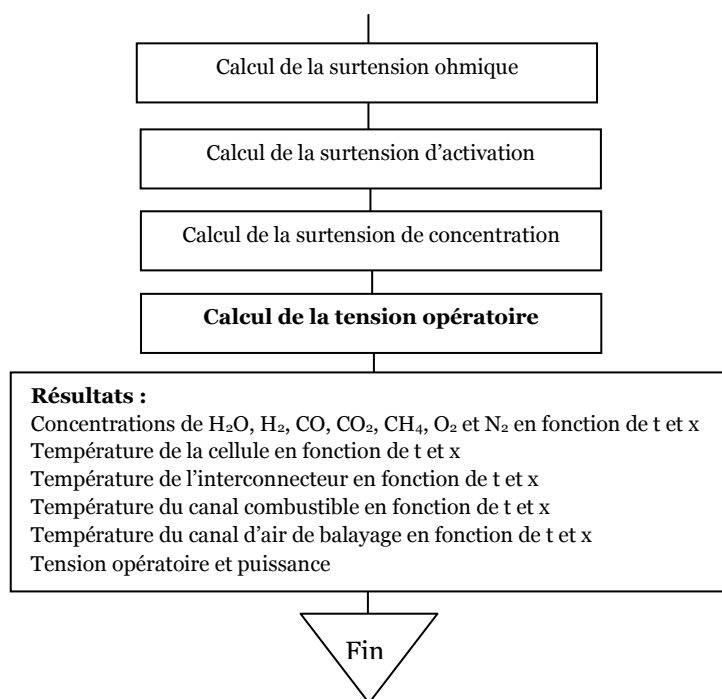 Calcul de la surtension ohmique
Calcul de la surtension d’activation
Calcul de la surtension de concentration
Calcul de la tension opératoire
Résultats :
Concentrations de H₂O, H₂, CO, CO₂, CH₄, O₂ et N₂ en fonction de t et x
Température de la cellule en fonction de t et x
Température de l’interconnecteur en fonction de t et x
Température du canal combustible en fonction de t et x
Température du canal d’air de balayage en fonction de t et x
Tension opératoire et puissance
Fin